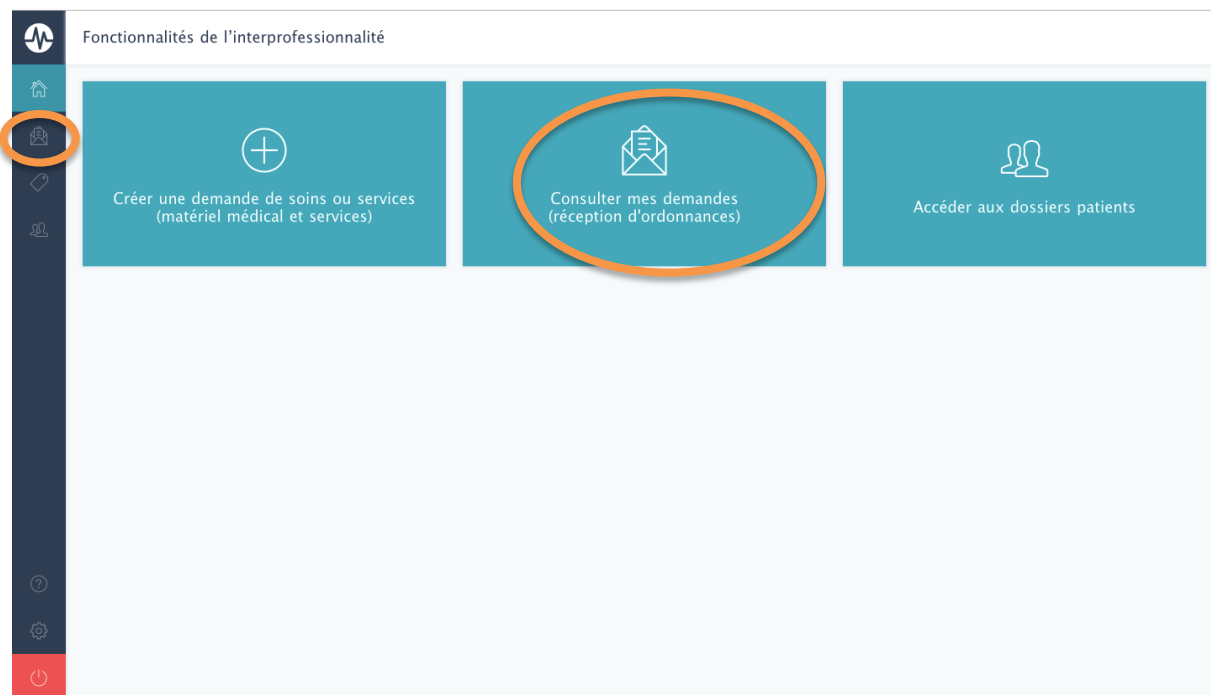 Fonctionnalités de l’interprofessionnalité
Créer une demande de soins ou services
(matériel médical et services)
Consulter mes demandes
(réception d'ordonnances)
Accéder aux dossiers patients